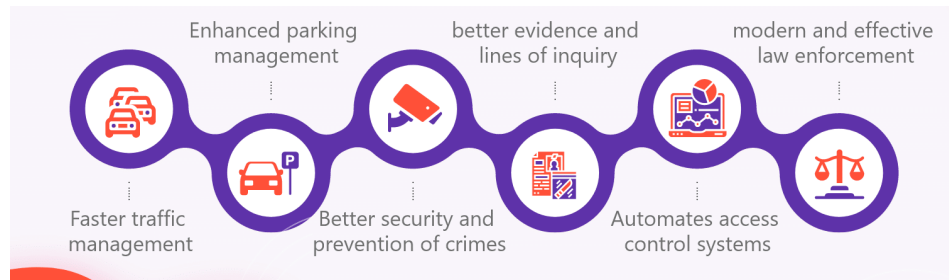 Enhanced parking
management
better evidence and
lines of inquiry
modern and effective
law enforcement
P
Faster traffic
management
Better security and
prevention of crimes
Automates access
control systems